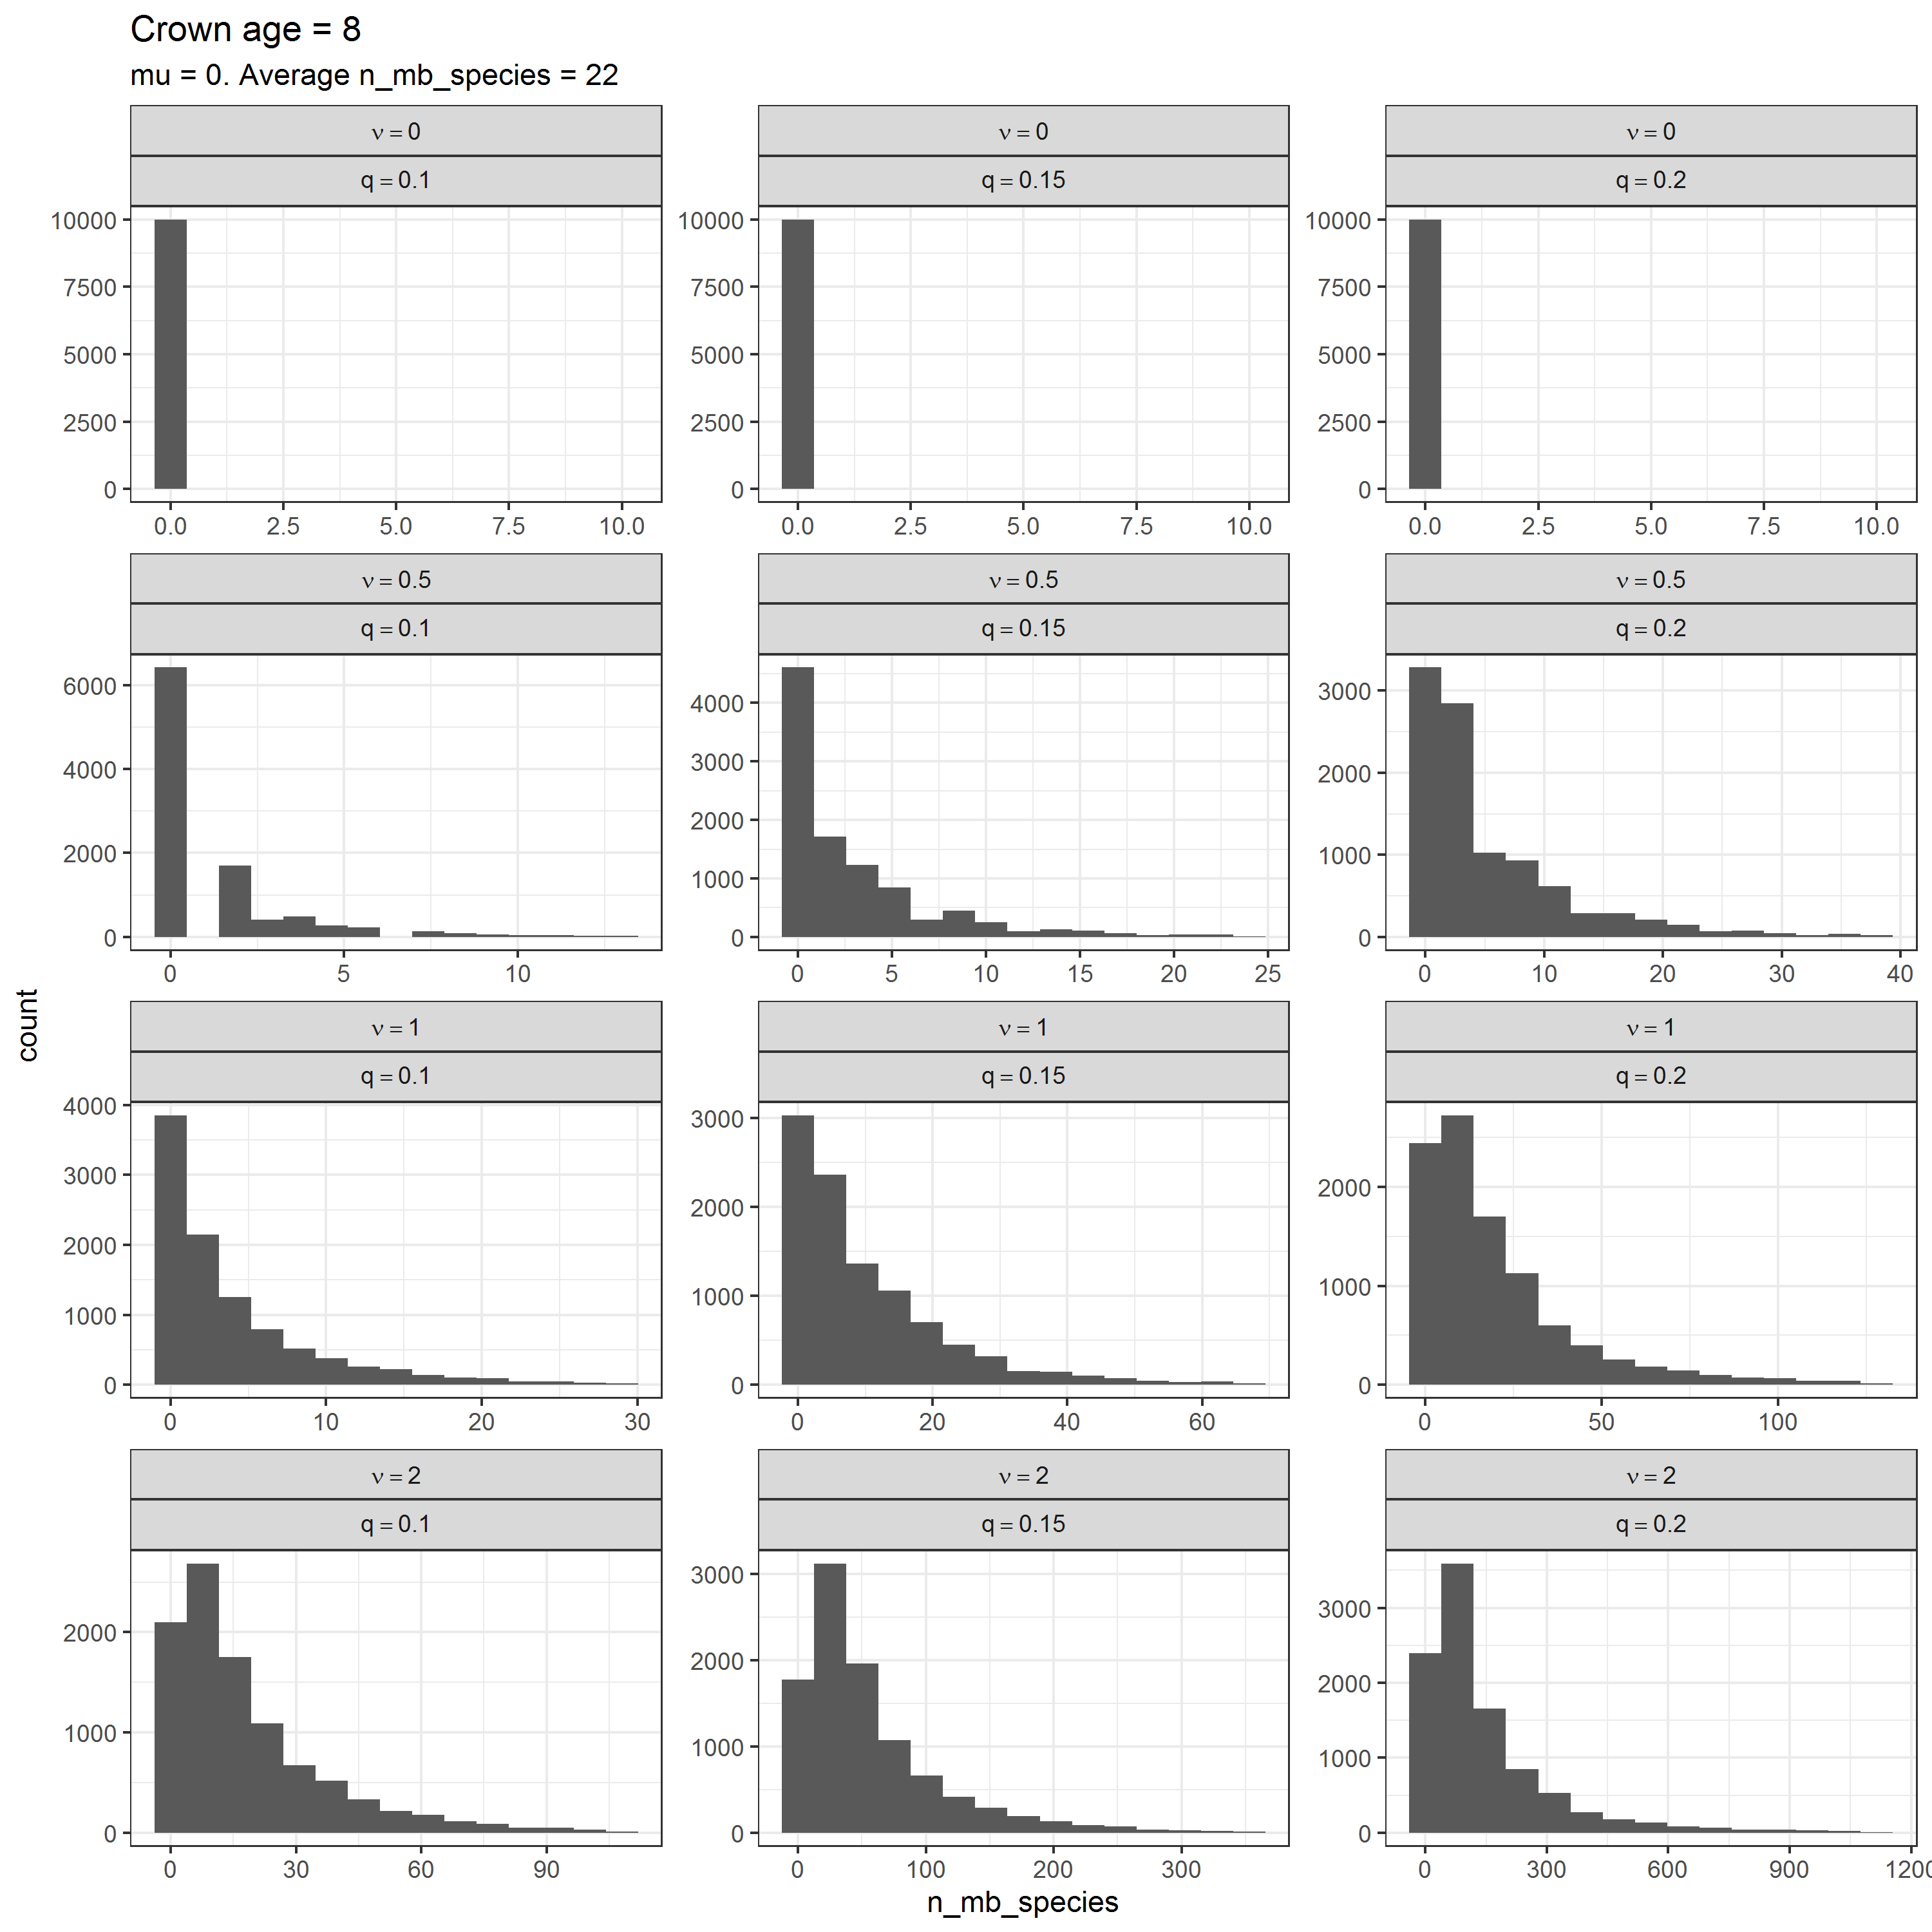 Crown age = 8
mu = 0. Average n_mb_species = 22
ν = 0 ν = 0 ν = 0
q = 0.1 q = 0.15 q = 0.2
10000 10000 10000
7500 7500 7500
5000 5000 5000
2500 2500 2500
0 0 0
0.0 2.5 5.0 7.5 10.0 0.0 2.5 5.0 7.5 10.0 0.0 2.5 5.0 7.5 10.0
ν = 0.5 ν = 0.5 ν = 0.5
q = 0.1 q = 0.15 q = 0.2
6000 4000 3000
4000 3000 2000
2000 2000 1000
0 1000 0
0
0 5 10 0 5 10 15 20 25 0 10 20 30 40
count
ν = 1 ν = 1 ν = 1
q = 0.1 q = 0.15 q = 0.2
4000 3000 2000
3000 2000 1000
2000 1000 0
1000 0
0
0 10 20 30 0 20 40 60 0 50 100
ν = 2 ν = 2 ν = 2
q = 0.1 q = 0.15 q = 0.2
2000 3000 3000
1000 2000 2000
0 1000 1000
0 0
0 30 60 90 0 100 200 300 0 300 600 900 1200
n_mb_species